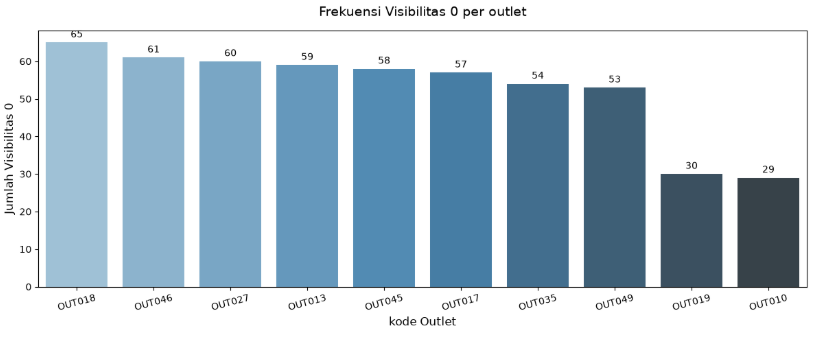 Frekuensi Visibilitas 0 per outlet
65
61
60
59
58
57
54
53
30
29
Jumlah Visibilitas 0
60
50
40
30
20
10
0
OUT018
OUT046
OUT027
OUT013
OUT045
OUT017
OUT035
OUT049
OUT019
OUT010
kode Outlet